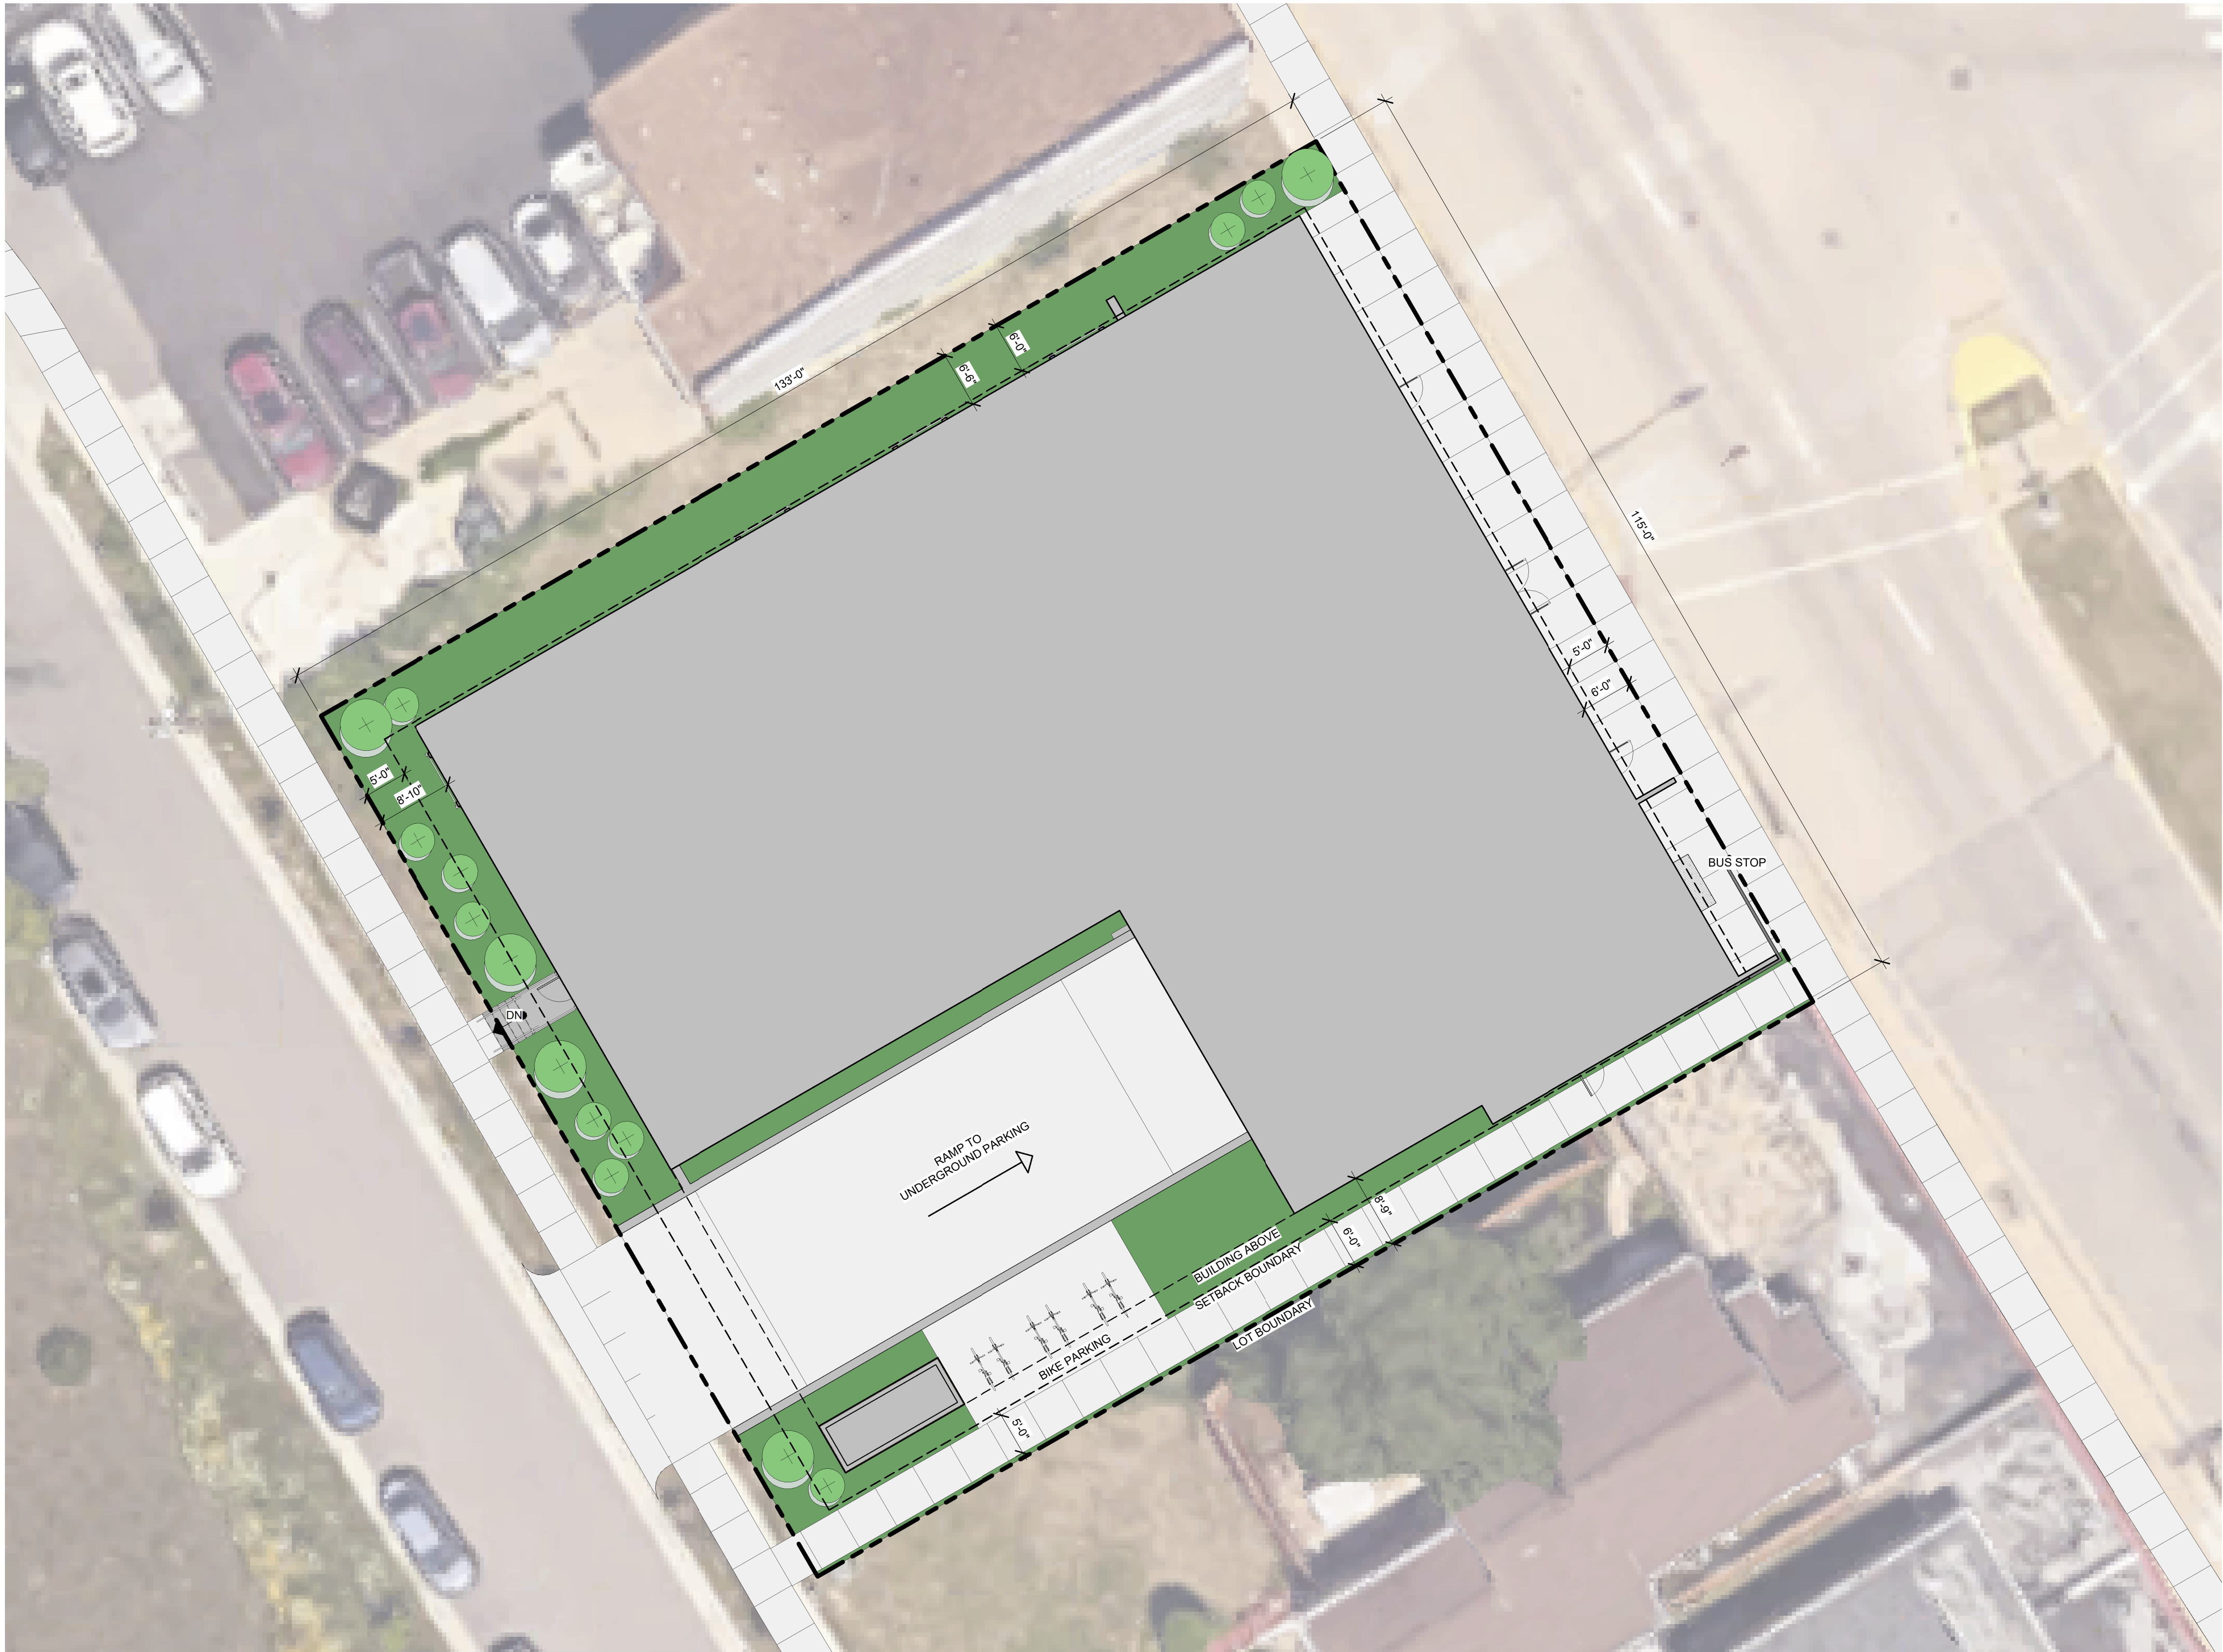 133'-0"
6'-0"
6'-6"
115'-0"
5'-0"
6'-0"
5'-0"
8'-10"
BUS STOP
DN
RAMP TO
UNDERGROUND PARKING
8'-9"
6'-0"
BUILDING ABOVE
SETBACK BOUNDARY
LOT BOUNDARY
BIKE PARKING
5'-0"